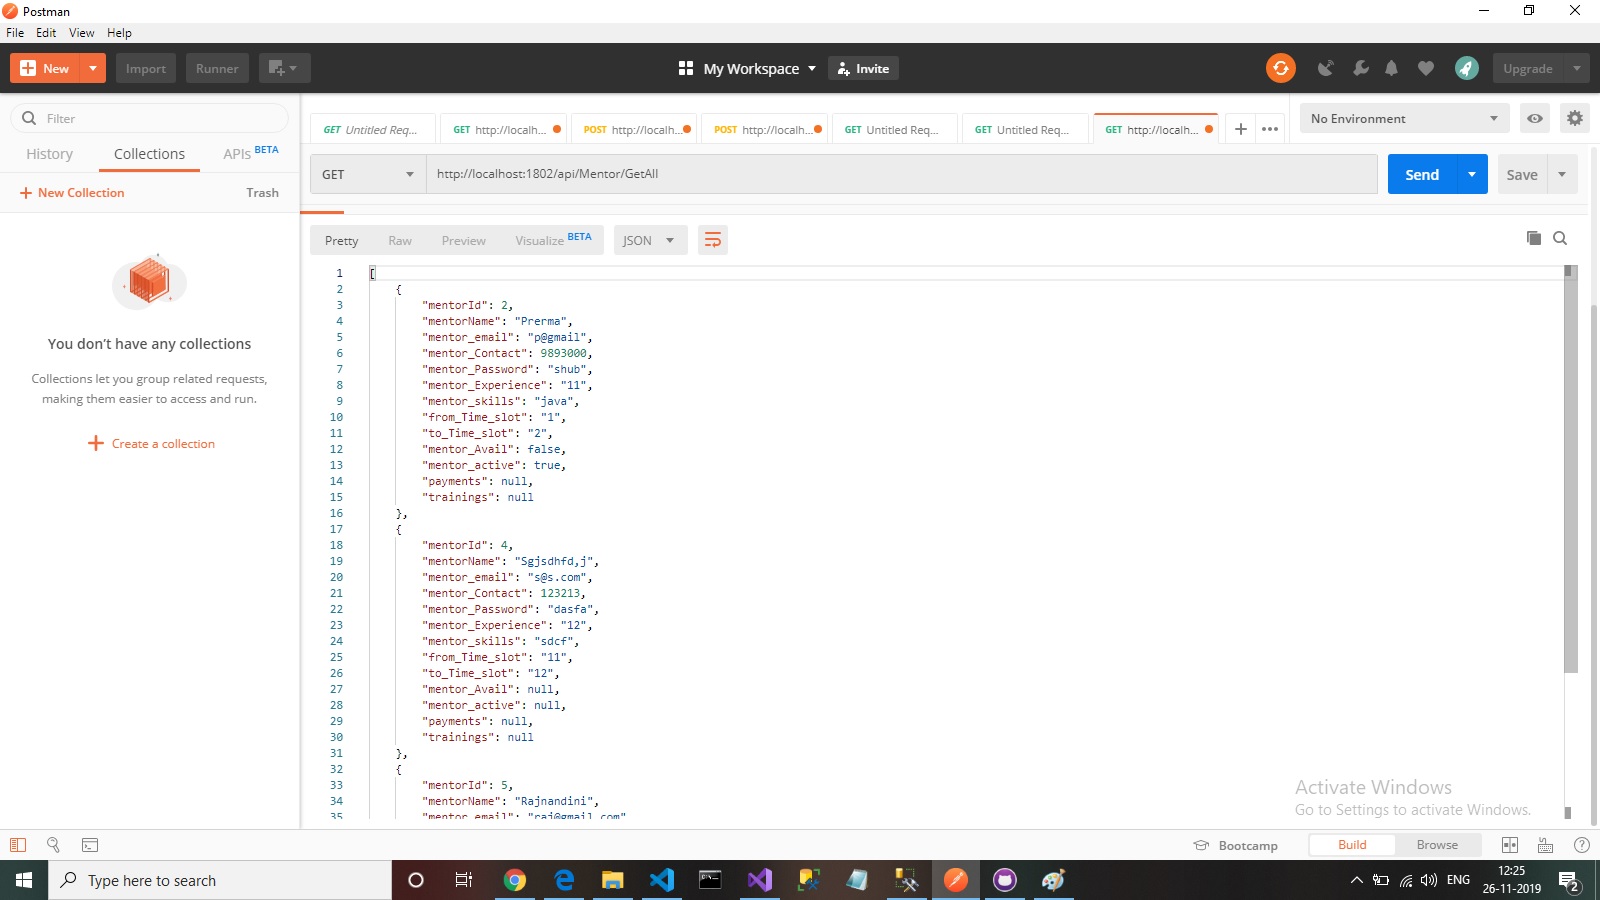 Postman
File Edit View Help
New Import Runner My Workspace Invite Upgrade
Filter
History Collections APIs BETA
+ New Collection Trash
You don't have any collections
Collections let you group related requests,
making them easier to access and run.
+ Create a collection
GET Untitled Req... GET http://localh... POST http://localh... POST http://localh... GET Untitled Req... GET Untitled Req... GET http://localh... + ••• No Environment
GET http://localhost:1802/api/Mentor/GetAll Send Save
Pretty Raw Preview Visualize BETA JSON
1 [
2 {
3 "mentorId": 2,
4 "mentorName": "Prerma",
5 "mentor_email": "p@gmail",
6 "mentor_Contact": 9893000,
7 "mentor_Password": "shub",
8 "mentor_Experience": "11",
9 "mentor_skills": "java",
10 "from_Time_slot": "1",
11 "to_Time_slot": "2",
12 "mentor_Avail": false,
13 "mentor_active": true,
14 "payments": null,
15 "trainings": null
16 },
17 {
18 "mentorId": 4,
19 "mentorName": "Sgjsdhfd,j",
20 "mentor_email": "s@s.com",
21 "mentor_Contact": 123213,
22 "mentor_Password": "dasfa",
23 "mentor_Experience": "12",
24 "mentor_skills": "sdcf",
25 "from_Time_slot": "11",
26 "to_Time_slot": "12",
27 "mentor_Avail": null,
28 "mentor_active": null,
29 "payments": null,
30 "trainings": null
31 },
32 {
33 "mentorId": 5,
34 "mentorName": "Rajnandini",
35 "mentor_email": "raj@gmail.com"
Activate Windows
Go to Settings to activate Windows.
Bootcamp Build Browse
Type here to search
ENG 12:25
26-11-2019 2